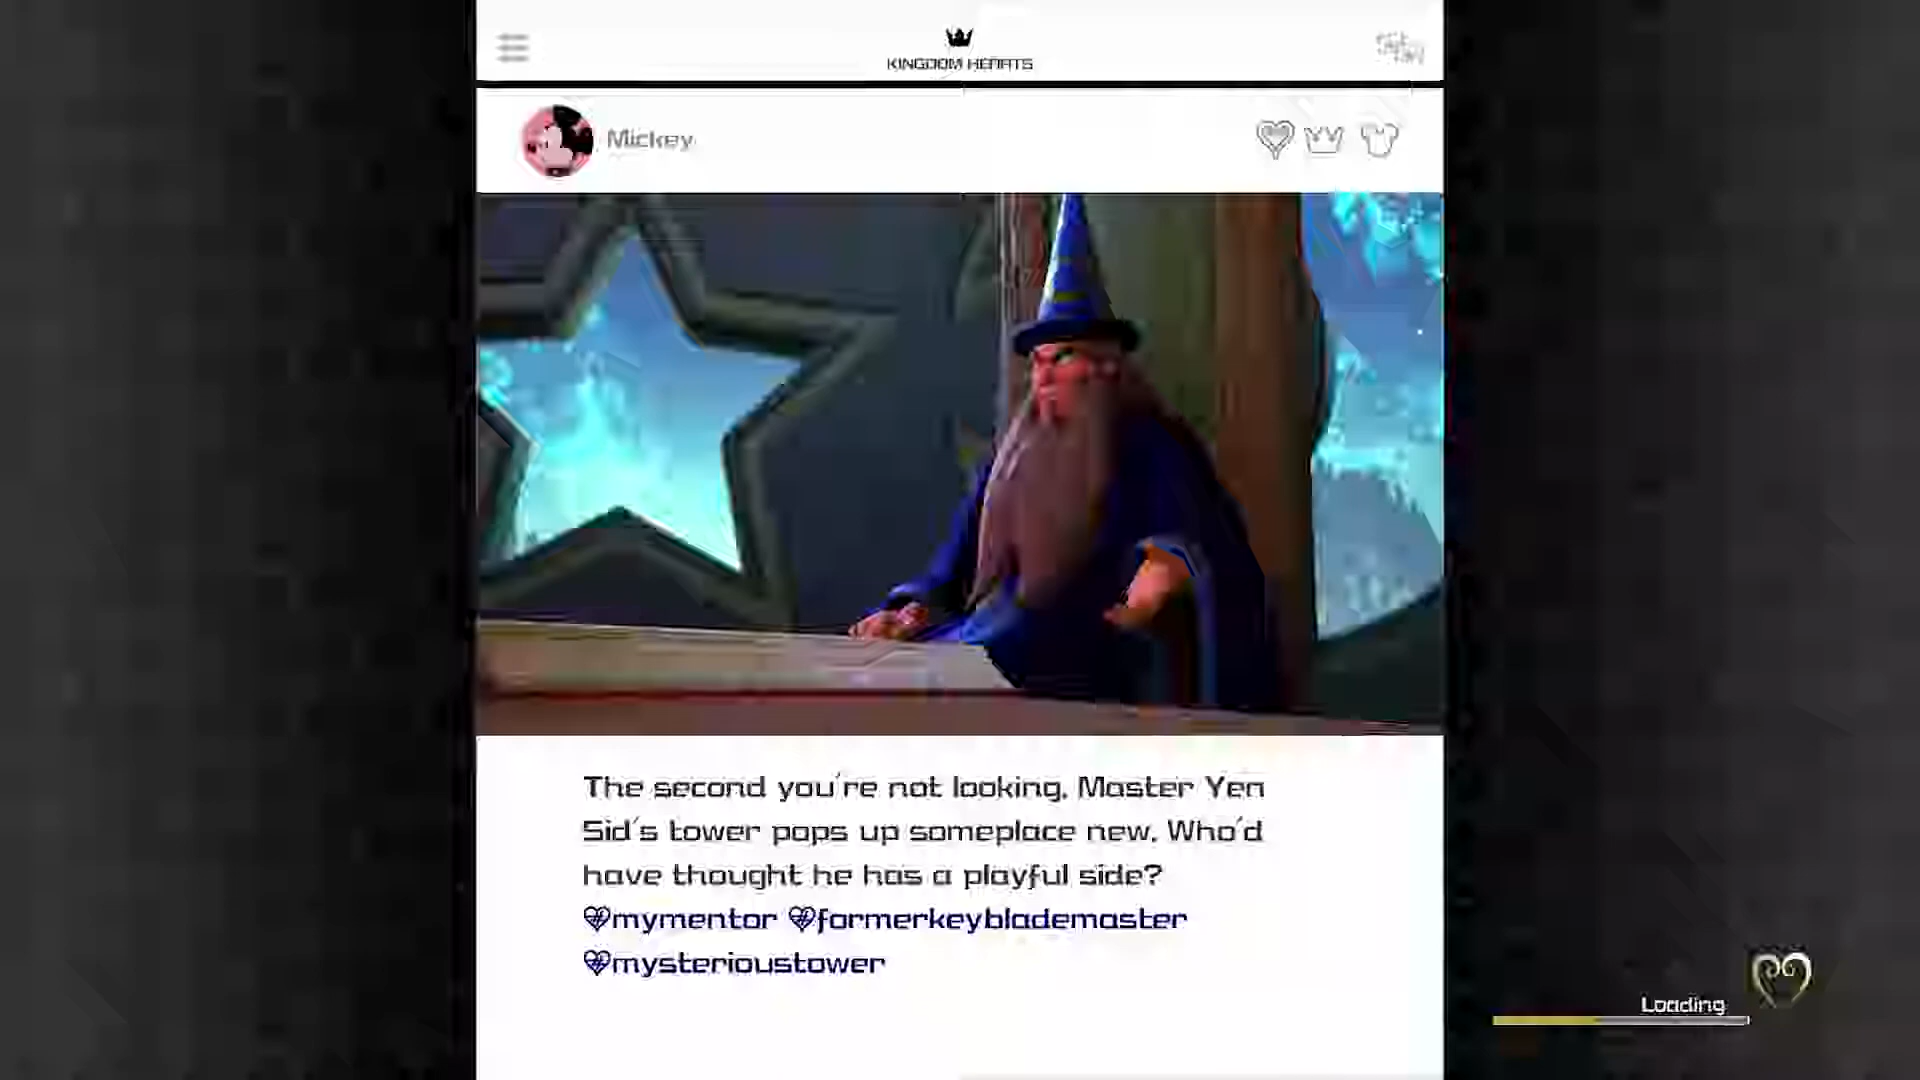 KINGDOM HEARTS
Mickey
The second you're not looking, Master Yen
Sid's tower pops up someplace new. Who'd
have thought he has a playful side?
mymentor formerkeyblademaster
mysterioustower
Loading